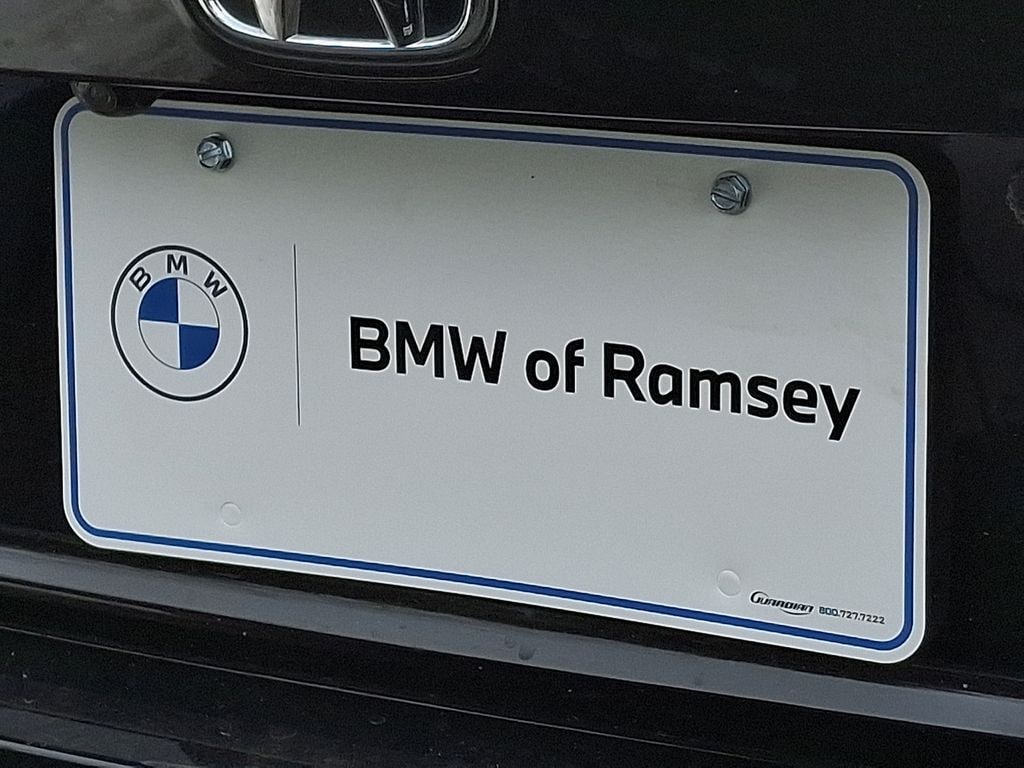 BMW
BMW of Ramsey
GUARDIAN 800.727.7222